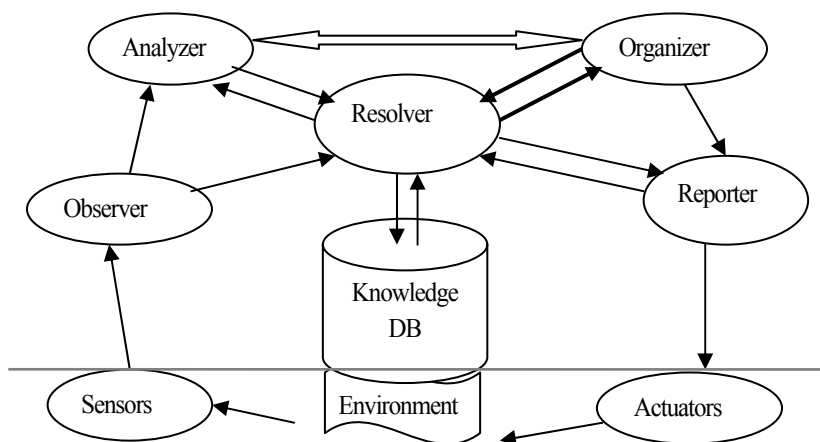 Analyzer
Organizer
Resolver
Observer
Reporter
Knowledge
DB
Sensors
Environment
Actuators